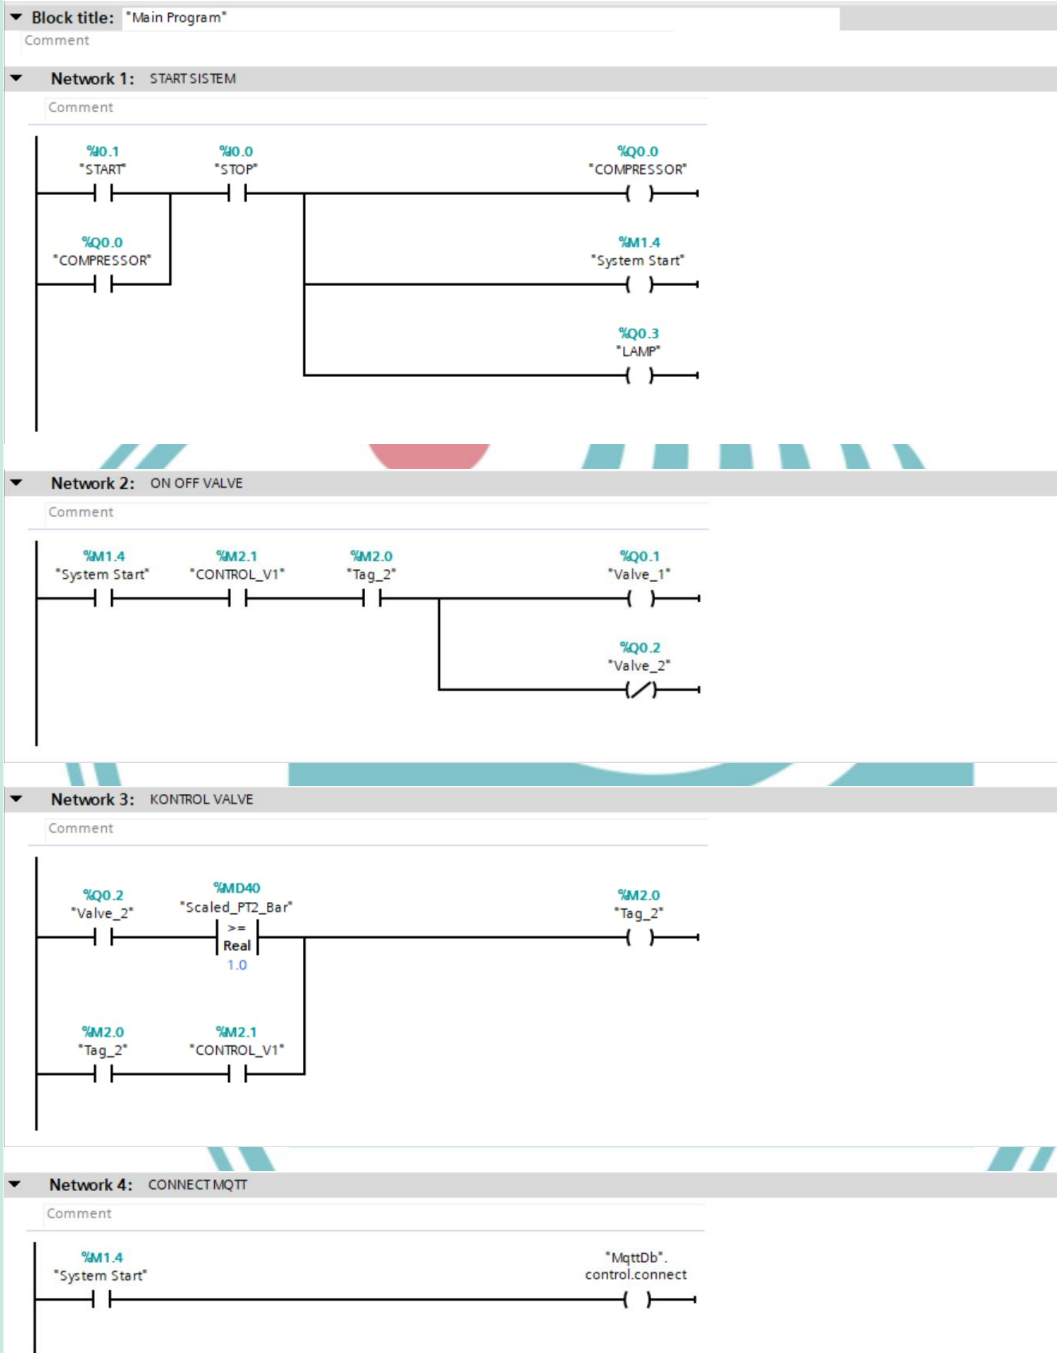 Block title: "Main Program"
Comment
Network 1: START SISTEM
Comment
%I0.1 %I0.0 %Q0.0
"START" "STOP" "COMPRESSOR"
%Q0.0 %M1.4
"COMPRESSOR" "System Start"
%Q0.3
"LAMP"
Network 2: ON OFF VALVE
Comment
%M1.4 %M2.1 %M2.0 %Q0.1
"System Start" "CONTROL_V1" "Tag_2" "Valve_1"
%Q0.2
"Valve_2"
Network 3: KONTROL VALVE
Comment
%Q0.2 %MD40 %M2.0
"Valve_2" "Scaled_PT2_Bar" "Tag_2"
>=
Real
1.0
%M2.0 %M2.1
"Tag_2" "CONTROL_V1"
Network 4: CONNECT MQTT
Comment
%M1.4 "MqttDb".
"System Start" control.connect